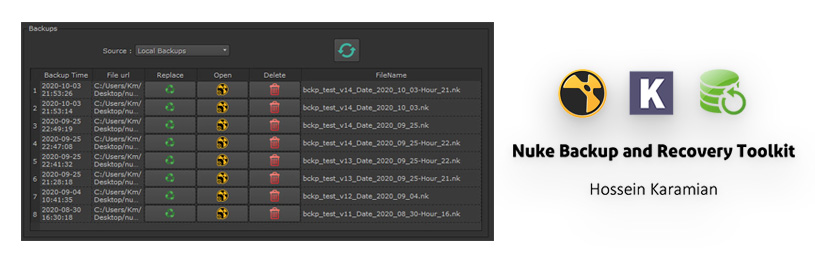 Backups
Source : Local Backups
Backup Time File url Replace Open Delete FileName
1 2020-10-03 21:53:26 C:/Users/Km/ Desktop/nu... bckp_test_v14_Date_2020_10_03-Hour_21.nk
2 2020-10-03 21:53:14 C:/Users/Km/ Desktop/nu... bckp_test_v14_Date_2020_10_03.nk
3 2020-09-25 22:49:19 C:/Users/Km/ Desktop/nu... bckp_test_v14_Date_2020_09_25.nk
4 2020-09-25 22:47:08 C:/Users/Km/ Desktop/nu... bckp_test_v14_Date_2020_09_25-Hour_22.nk
5 2020-09-25 22:41:32 C:/Users/Km/ Desktop/nu... bckp_test_v13_Date_2020_09_25-Hour_22.nk
6 2020-09-25 21:28:18 C:/Users/Km/ Desktop/nu... bckp_test_v13_Date_2020_09_25-Hour_21.nk
7 2020-09-04 10:41:35 C:/Users/Km/ Desktop/nu... bckp_test_v12_Date_2020_09_04.nk
8 2020-08-30 16:30:18 C:/Users/Km/ Desktop/nu... bckp_test_v11_Date_2020_08_30-Hour_16.nk
K
Nuke Backup and Recovery Toolkit
Hossein Karamian